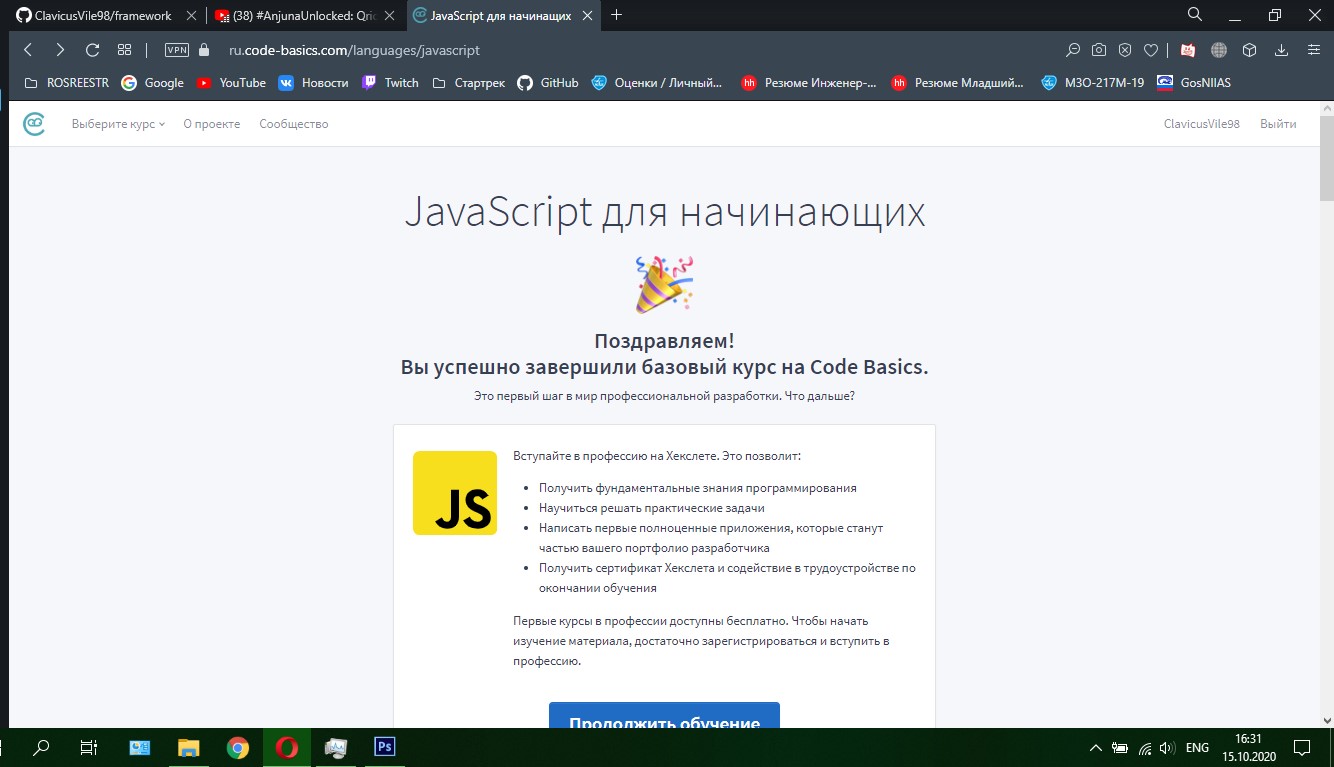 ClavicusVile98/framework
(38) #AnjunaUnlocked: Qric
JavaScript для начинающих
VPN
ru.code-basics.com/languages/javascript
ROSREESTR
Google
YouTube
Новости
Twitch
Стартрек
GitHub
Оценки / Личный...
hh
Резюме Инженер-...
hh
Резюме Младший...
М3О-217М-19
GosNIIAS
Выберите курс
О проекте
Сообщество
ClavicusVile98
Выйти
JavaScript для начинающих
Поздравляем!
Вы успешно завершили базовый курс на Code Basics.
Это первый шаг в мир профессиональной разработки. Что дальше?
JS
Вступайте в профессию на Хекслете. Это позволит:
Получить фундаментальные знания программирования
Научиться решать практические задачи
Написать первые полноценные приложения, которые станут
частью вашего портфолио разработчика
Получить сертификат Хекслета и содействие в трудоустройстве по
окончании обучения
Первые курсы в профессии доступны бесплатно. Чтобы начать
изучение материала, достаточно зарегистрироваться и вступить в
профессию.
Продолжить обучение
Ps
ENG
16:31
15.10.2020